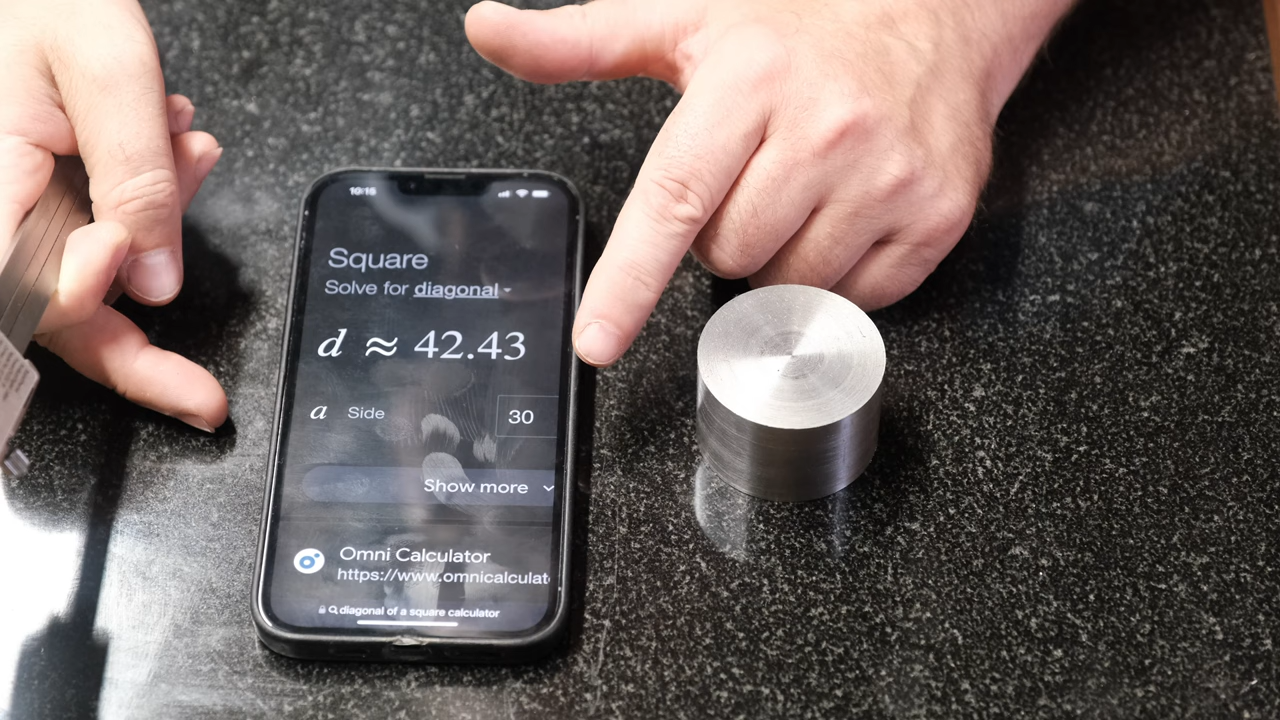 10:15
Square
Solve for diagonal
d ≈ 42.43
a Side 30
Show more
Omni Calculator
https://www.omnicalculat
diagonal of a square calculator